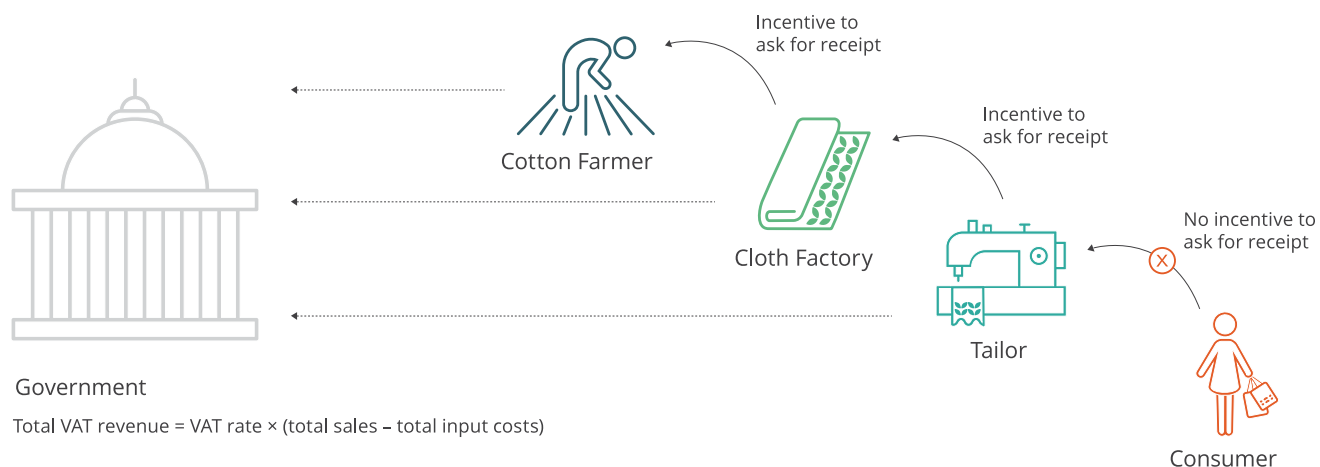 Incentive to
ask for receipt
Cotton Farmer
Incentive to
ask for receipt
Cloth Factory
No incentive to
ask for receipt
X
Tailor
Government
Total VAT revenue = VAT rate × (total sales – total input costs)
Consumer